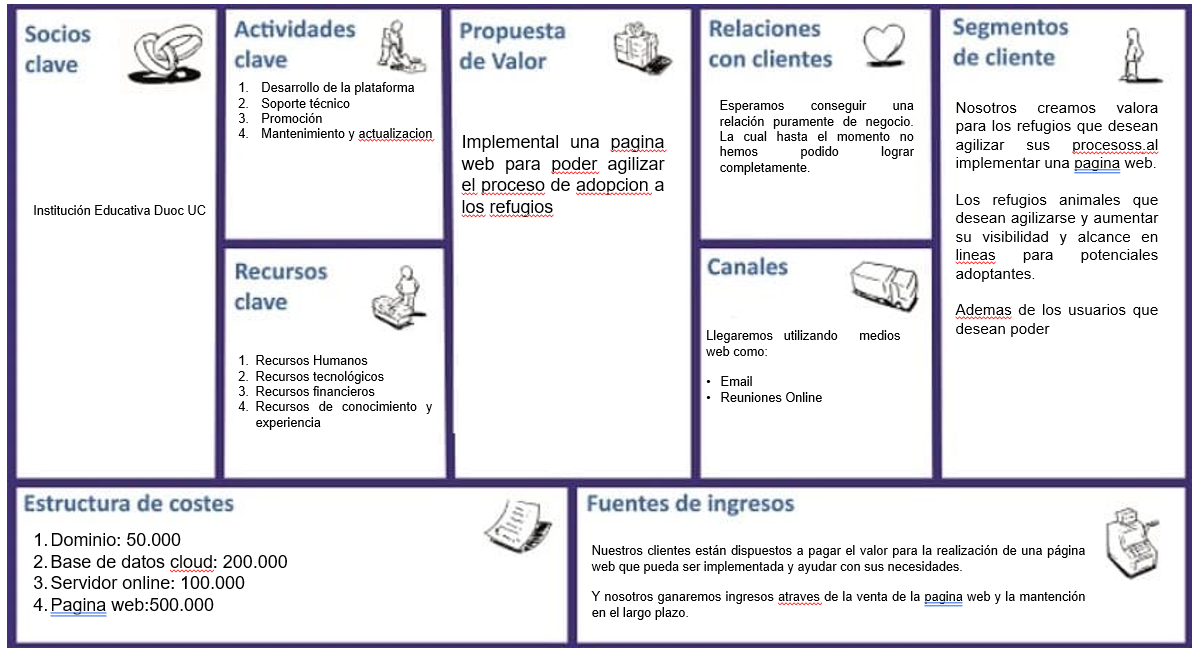 Socios
clave
Institución Educativa Duoc UC
Actividades
clave
1. Desarrollo de la plataforma
2. Soporte técnico
3. Promoción
4. Mantenimiento y actualizacion
Recursos
clave
1. Recursos Humanos
2. Recursos tecnológicos
3. Recursos financieros
4. Recursos de conocimiento y
experiencia
Propuesta
de Valor
Implemental una pagina
web para poder agilizar
el proceso de adopcion a
los refugios
Relaciones
con clientes
Esperamos conseguir una
relación puramente de negocio.
La cual hasta el momento no
hemos podido lograr
completamente.
Canales
Llegaremos utilizando medios
web como:
• Email
• Reuniones Online
Segmentos
de cliente
Nosotros creamos valora
para los refugios que desean
agilizar sus procesoss.al
implementar una pagina web.
Los refugios animales que
desean agilizarse y aumentar
su visibilidad y alcance en
lineas para potenciales
adoptantes.
Ademas de los usuarios que
desean poder
Estructura de costes
1. Dominio: 50.000
2. Base de datos cloud: 200.000
3. Servidor online: 100.000
4. Pagina web:500.000
Fuentes de ingresos
Nuestros clientes están dispuestos a pagar el valor para la realización de una página
web que pueda ser implementada y ayudar con sus necesidades.
Y nosotros ganaremos ingresos atraves de la venta de la pagina web y la mantención
en el largo plazo.